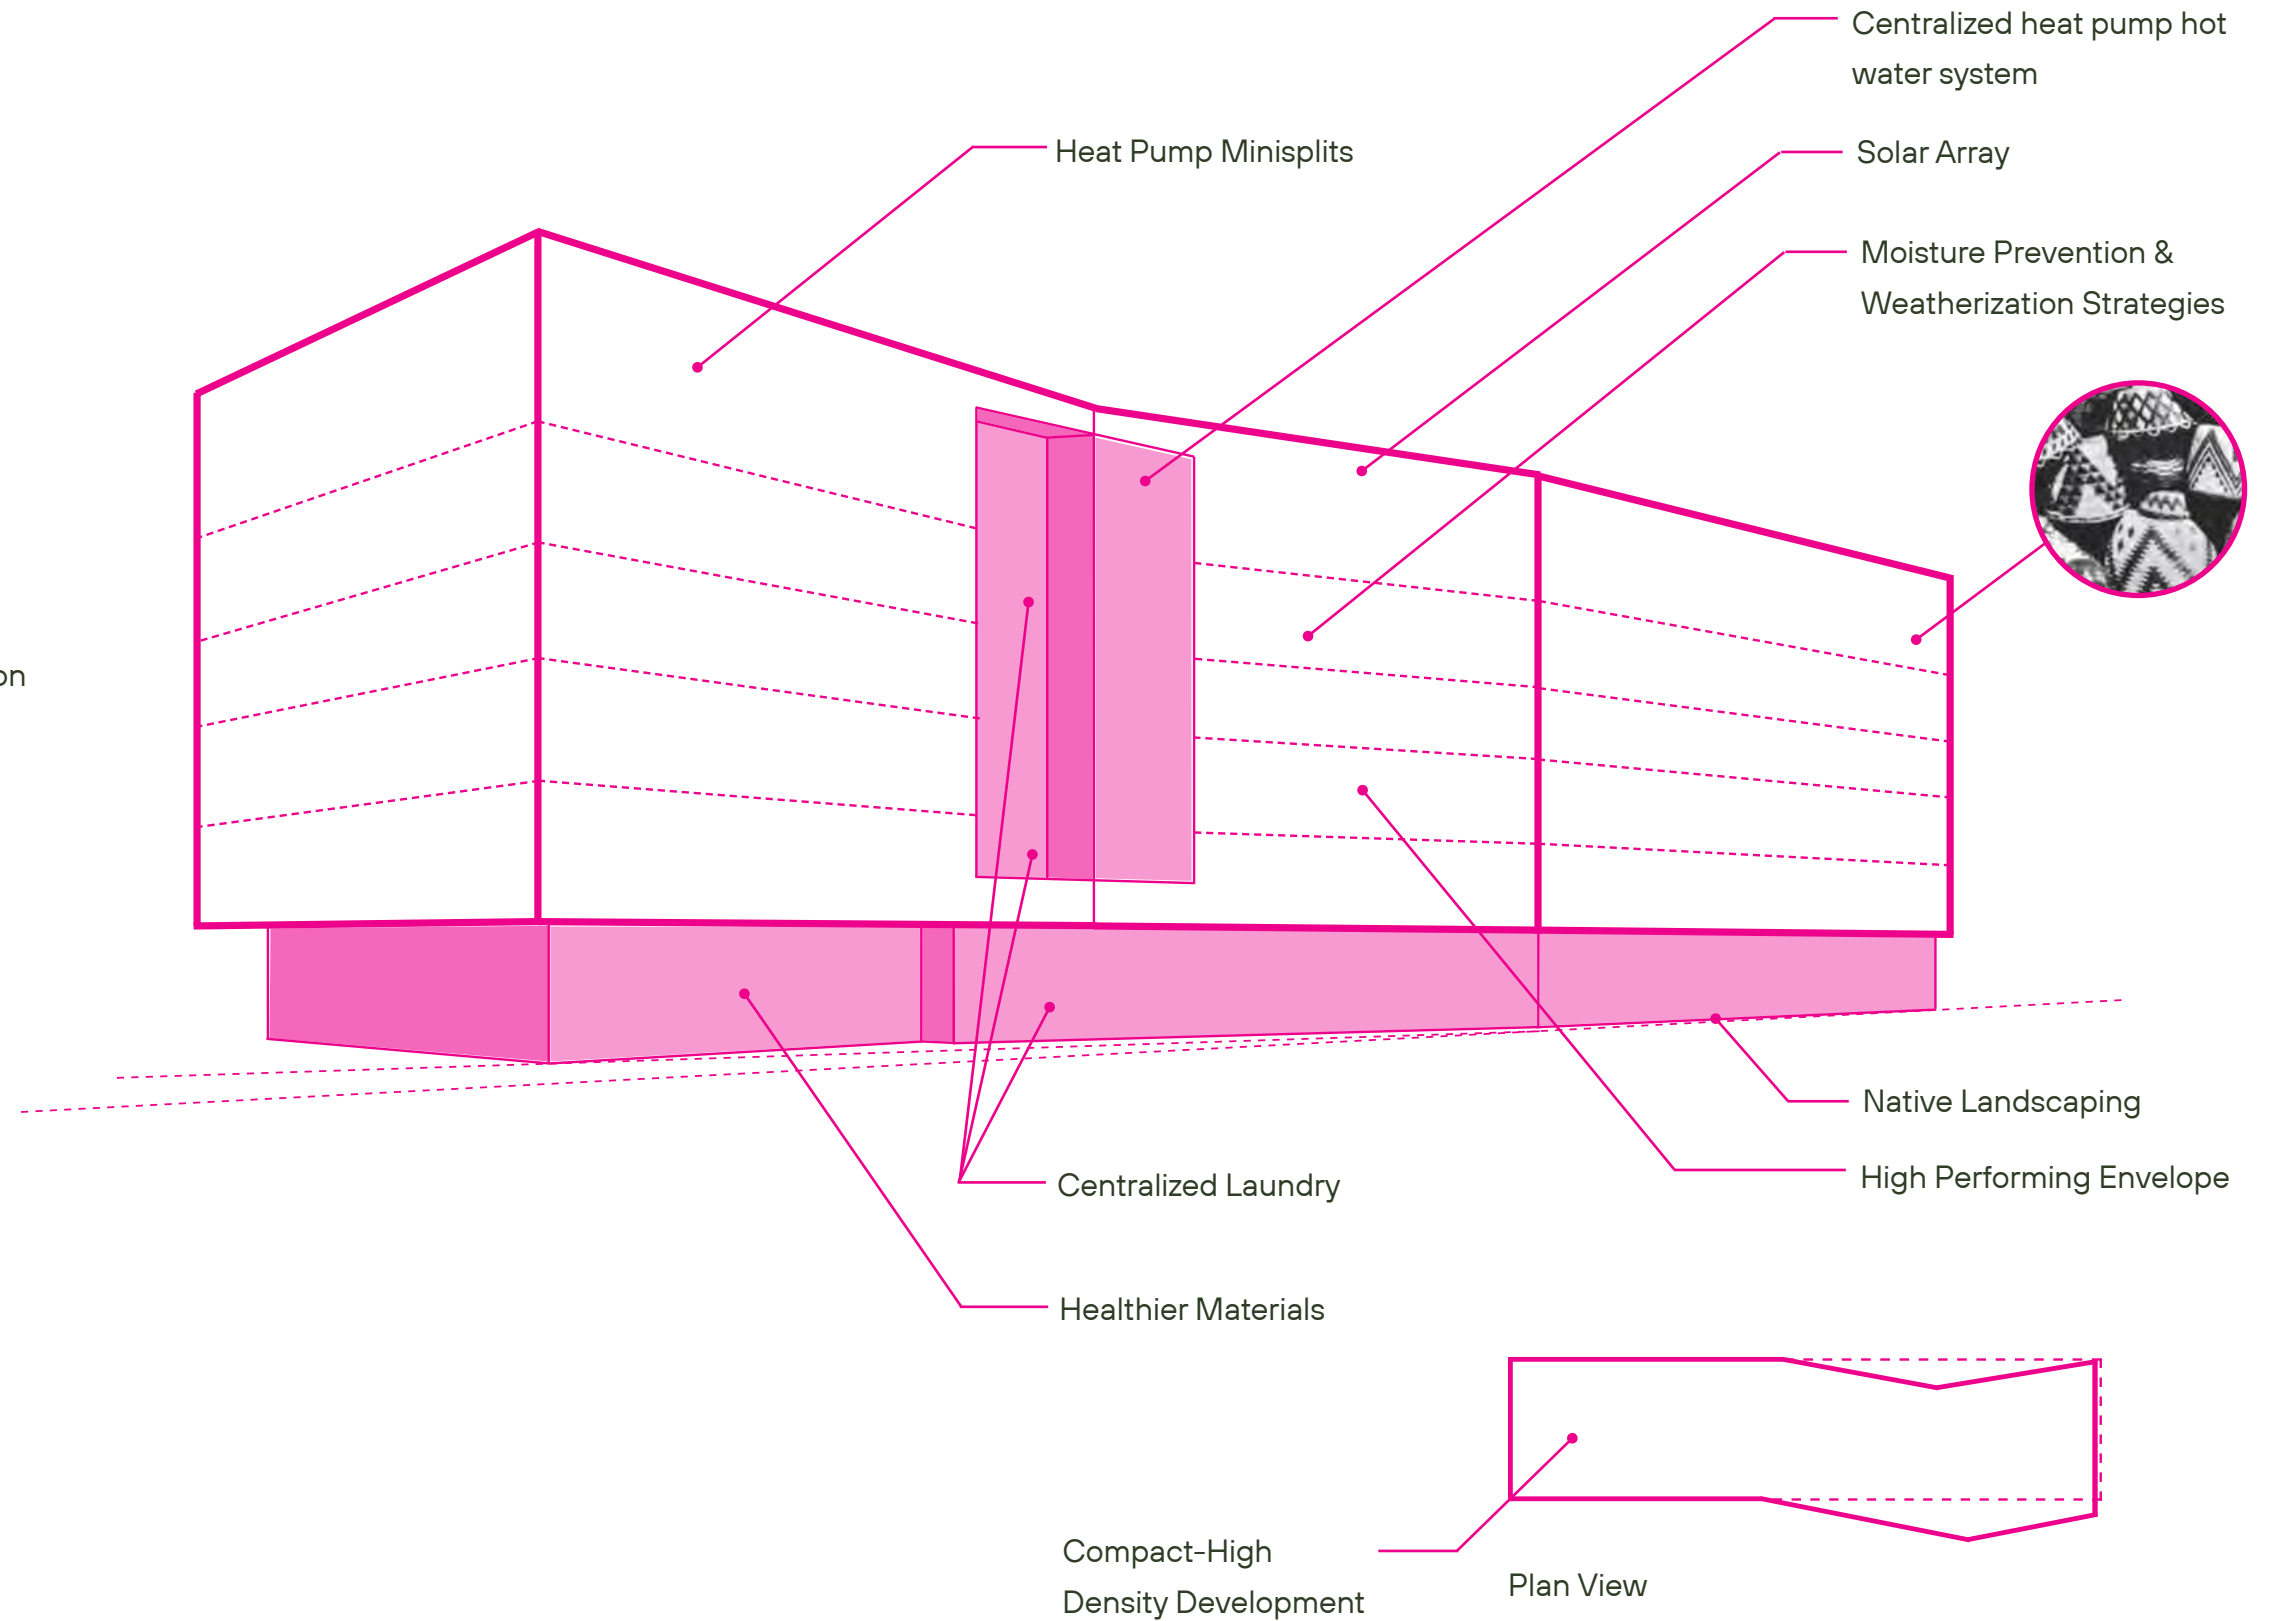 Centralized heat pump hot
water system
Heat Pump Minisplits
Solar Array
Moisture Prevention &
Weatherization Strategies
on
Native Landscaping
High Performing Envelope
Centralized Laundry
Healthier Materials
Compact-High
Density Development
Plan View